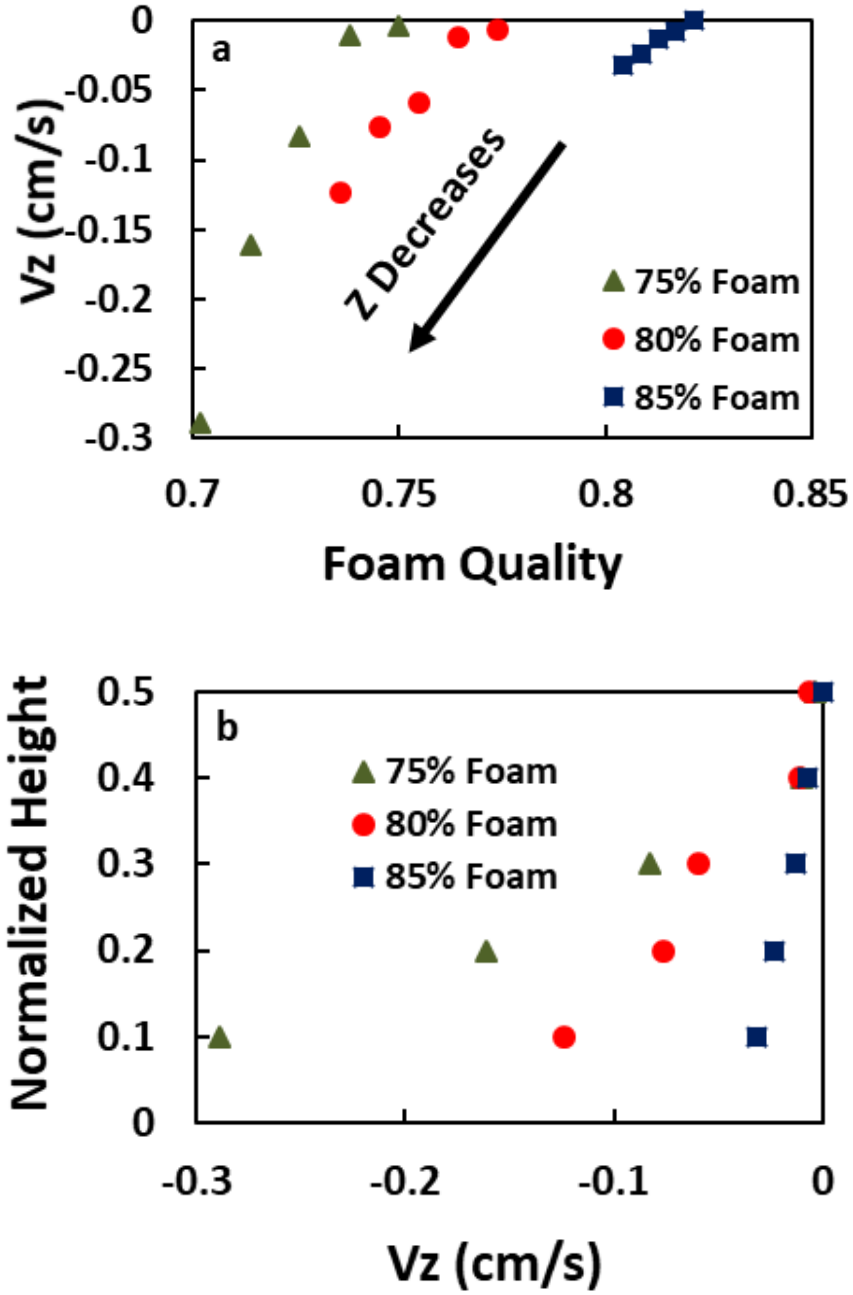 a
0
-0.05
-0.1
-0.15
-0.2
-0.25
-0.3
Vz (cm/s)
Z Decreases
75% Foam
80% Foam
85% Foam
0.7 0.75 0.8 0.85
Foam Quality
b
0.5
0.4
0.3
0.2
0.1
0
Normalized Height
75% Foam
80% Foam
85% Foam
-0.3 -0.2 -0.1 0
Vz (cm/s)